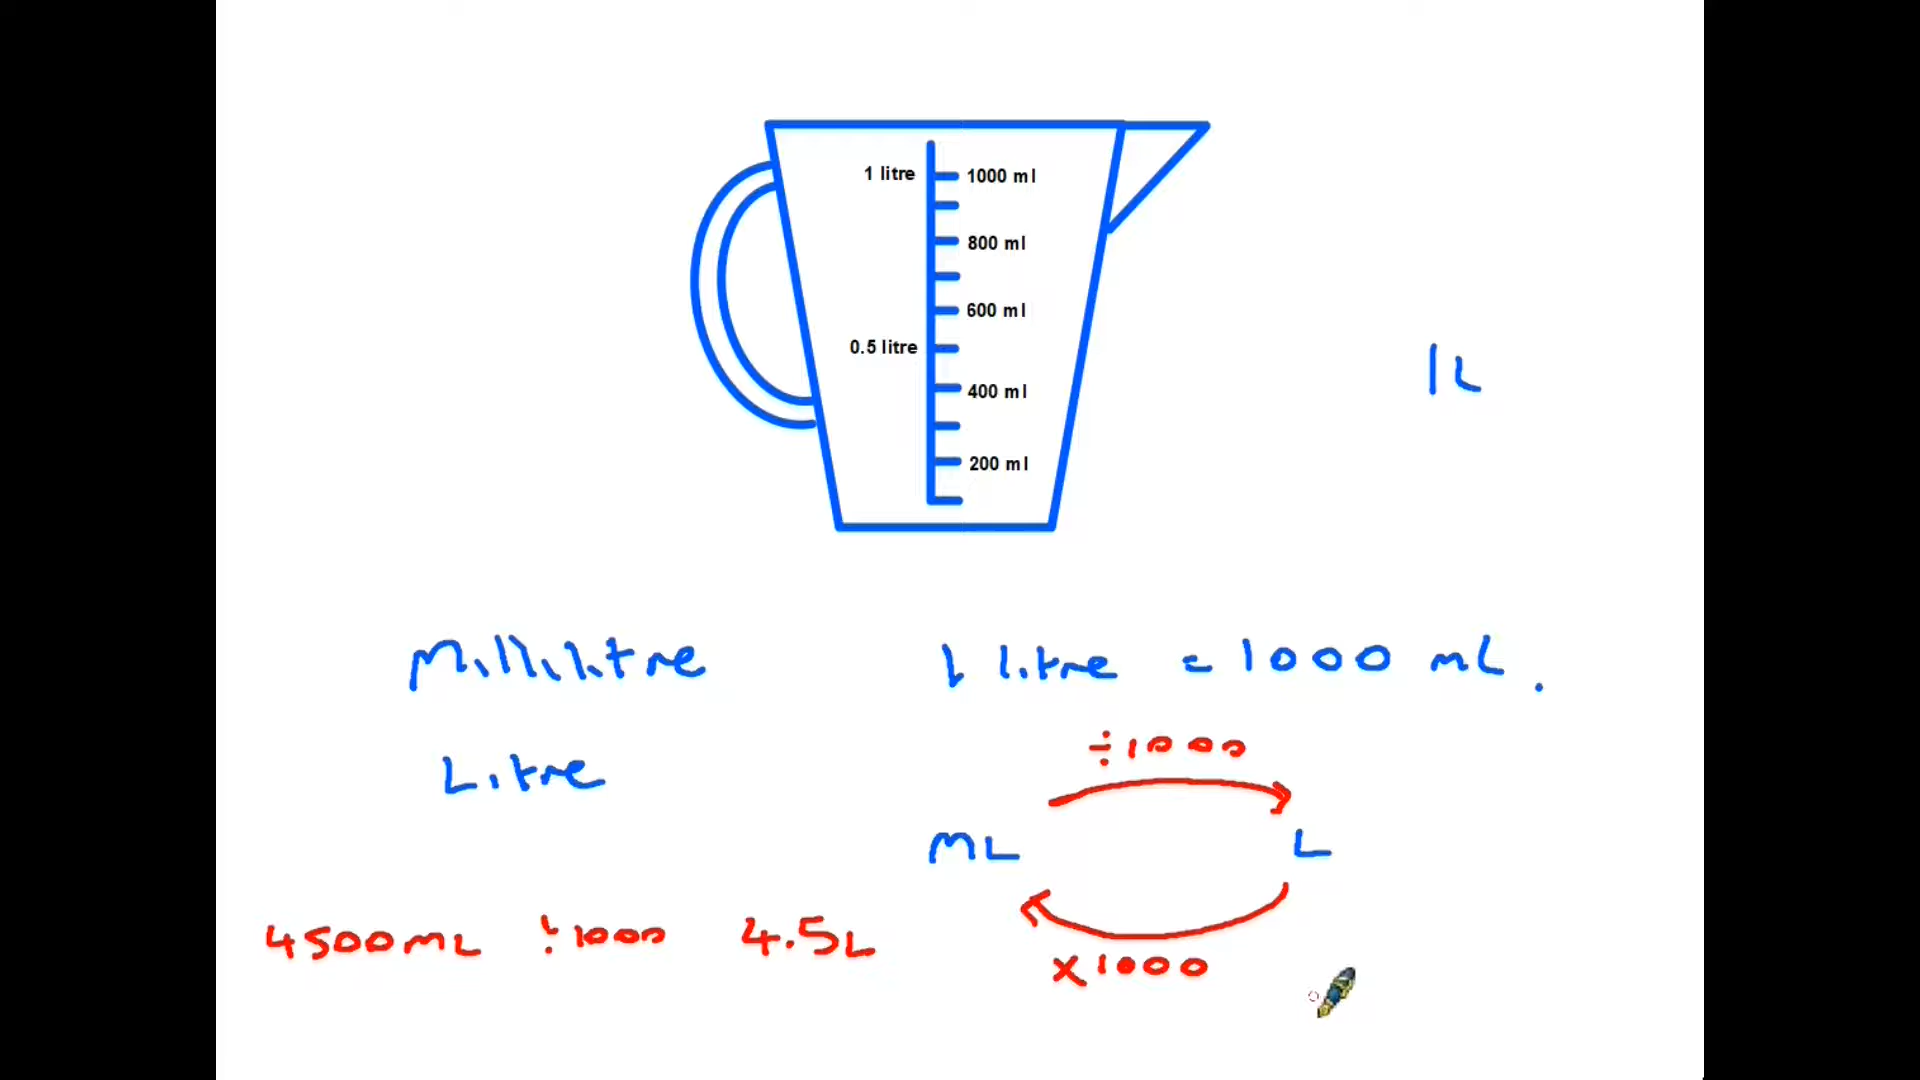 1 litre 1000 ml
800 ml
600 ml
0.5 litre
400 ml
200 ml
1L
Millilitre
1 litre = 1000 mL.
Litre
÷1000
ML L
4500mL ÷1000 4.5L
x1000